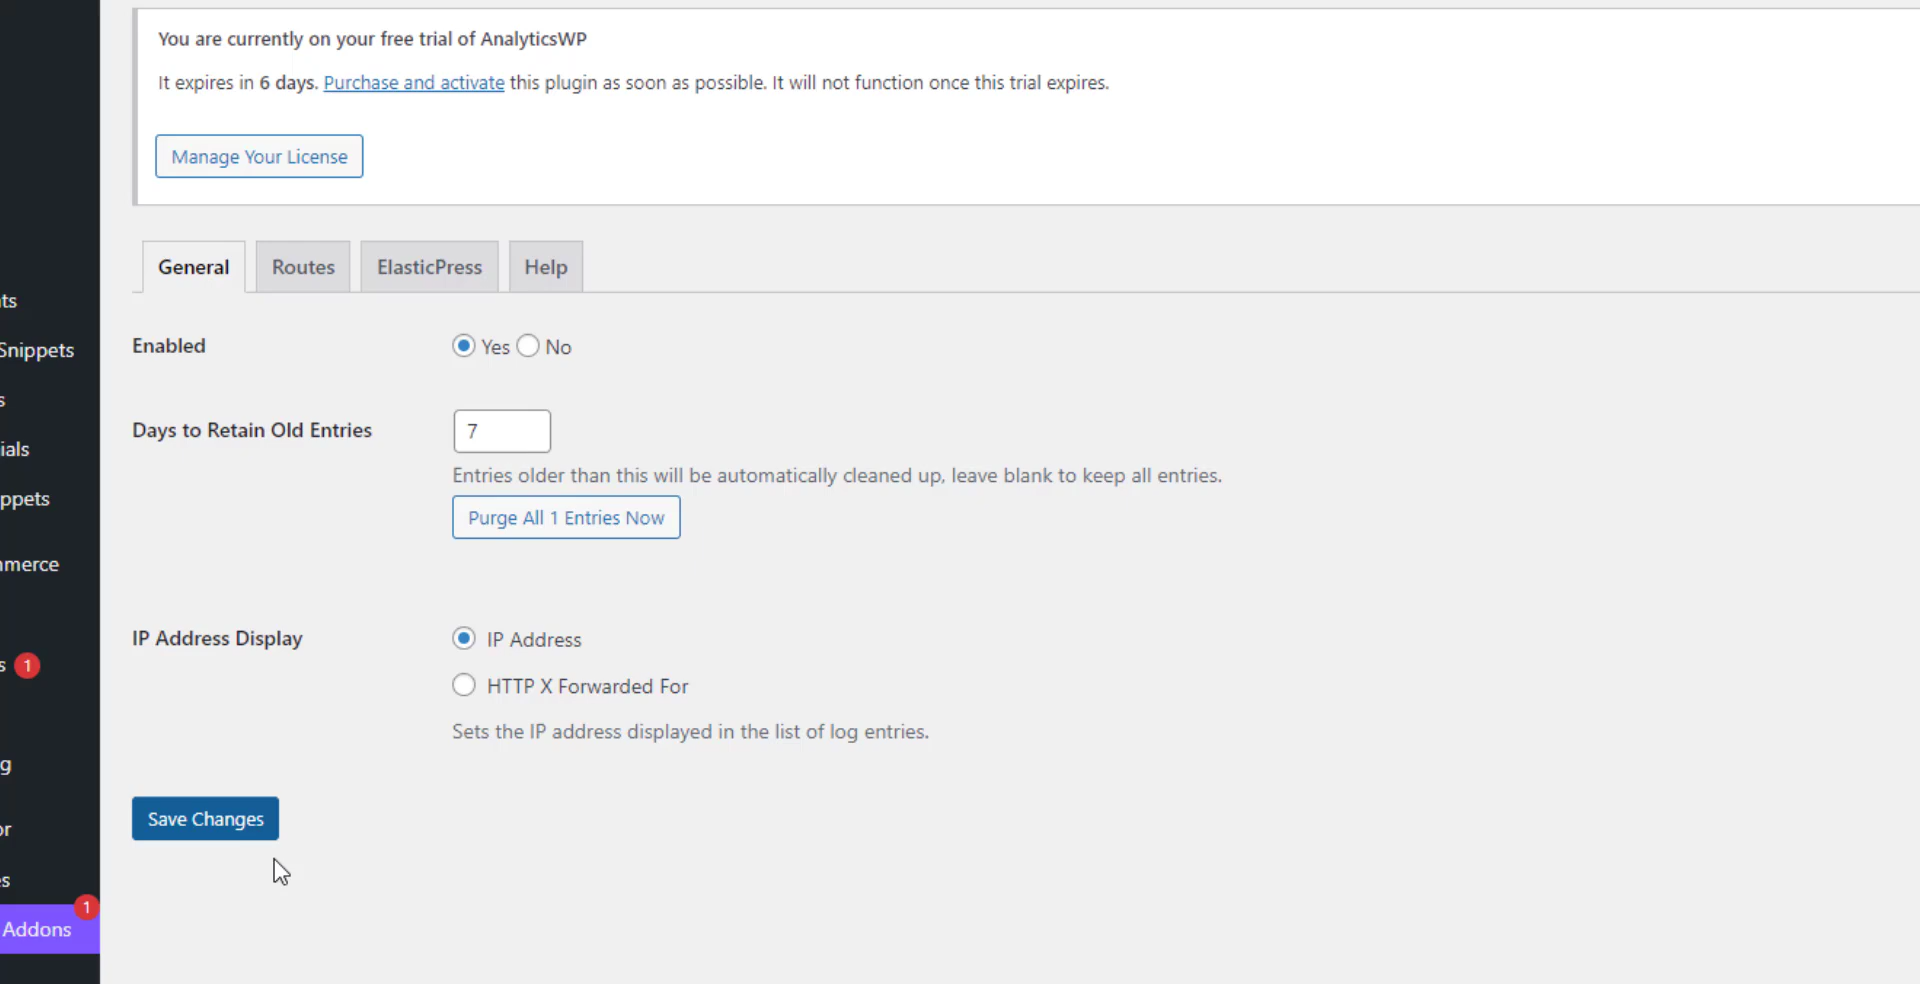 You are currently on your free trial of AnalyticsWP
It expires in 6 days. Purchase and activate this plugin as soon as possible. It will not function once this trial expires.
Manage Your License
General Routes ElasticPress Help
ts
Snippets
s
ials
ppets
mmerce
s 1
g
or
es
1
Addons
Enabled Yes No
Days to Retain Old Entries 7
Entries older than this will be automatically cleaned up, leave blank to keep all entries.
Purge All 1 Entries Now
IP Address Display IP Address
HTTP X Forwarded For
Sets the IP address displayed in the list of log entries.
Save Changes